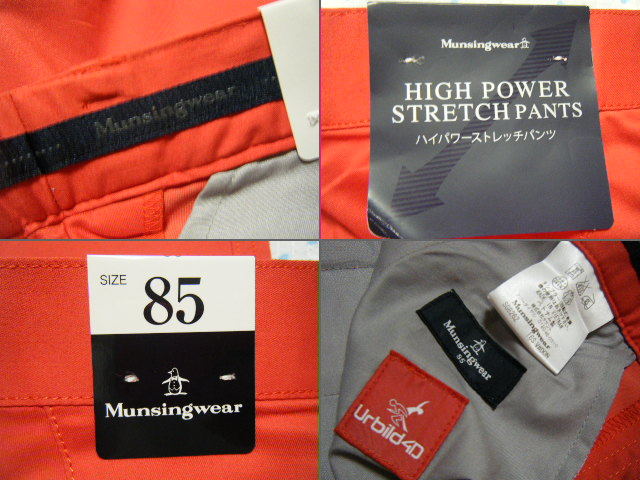 Munsingwear
Munsingwear
HIGH POWER
STRETCH PANTS
ハイパワーストレッチパンツ
SIZE
85
Munsingwear
Munsingwear
85
Urbild4D